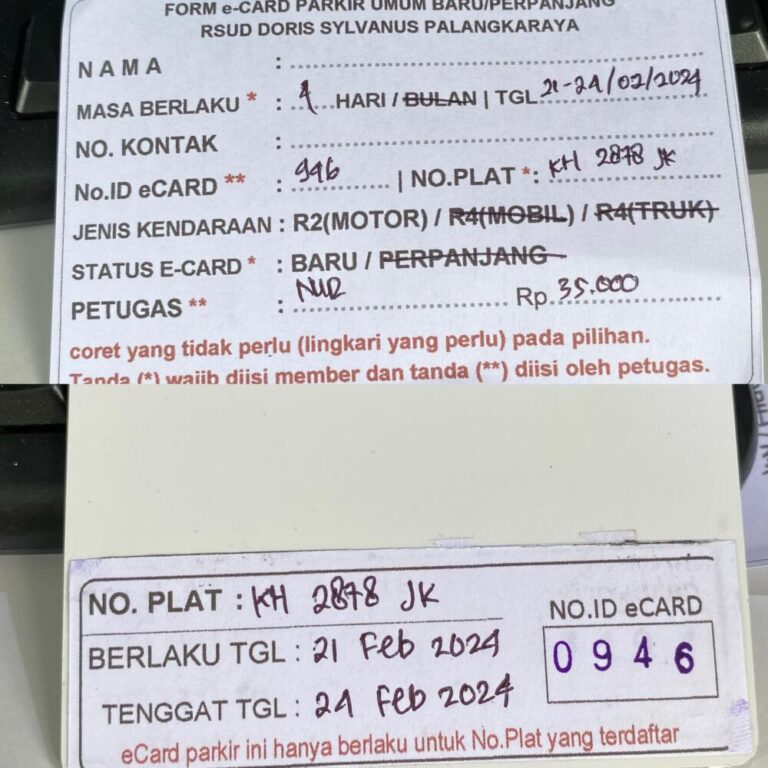 FORM e-CARD PARKIR UMUM BARU/PERPANJANG
RSUD DORIS SYLVANUS PALANGKARAYA
NAMA : 
MASA BERLAKU * : 4 HARI / BULAN | TGL. 21-24/02/2024
NO. KONTAK :
No.ID eCARD ** : 946 | NO.PLAT *: KH 2878 JK
JENIS KENDARAAN : R2(MOTOR) / R4(MOBIL) / R4(TRUK)
STATUS E-CARD * : BARU / PERPANJANG
PETUGAS ** : NUR Rp. 35.000
coret yang tidak perlu (lingkari yang perlu) pada pilihan.
Tanda (*) wajib diisi member dan tanda (**) diisi oleh petugas.
NO. PLAT : KH 2878 JK
NO.ID eCARD
BERLAKU TGL : 21 Feb 2024
0946
TENGGAT TGL : 24 Feb 2024
eCard parkir ini hanya berlaku untuk No.Plat yang terdaftar